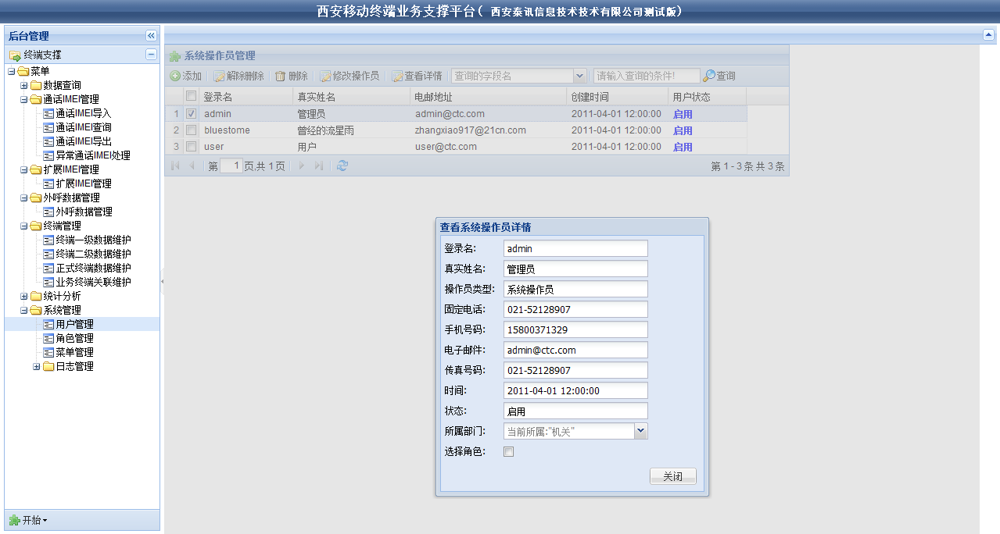 西安移动终端业务支撑平台( 西安泰讯信息技术技术有限公司测试版)
后台管理
终端支撑
菜单
数据查询
通话IMEI管理
通话IMEI导入
通话IMEI查询
通话IMEI导出
异常通话IMEI处理
扩展IMEI管理
扩展IMEI管理
外呼数据管理
外呼数据管理
终端管理
终端一级数据维护
终端二级数据维护
正式终端数据维护
业务终端关联维护
统计分析
系统管理
用户管理
角色管理
菜单管理
日志管理
开始
系统操作员管理
添加 解除删除 删除 修改操作员 查看详情 查询的字段名 请输入查询的条件! 查询
登录名 真实姓名 电邮地址 创建时间 用户状态
1 admin 管理员 admin@ctc.com 2011-04-01 12:00:00 启用
2 bluestome 曾经的流星雨 zhangxiao917@21cn.com 2011-04-01 12:00:00 启用
3 user 用户 user@ctc.com 2011-04-01 12:00:00 启用
第 1 页,共 1 页 第 1 - 3 条 共 3 条
查看系统操作员详情
登录名: admin
真实姓名: 管理员
操作员类型: 系统操作员
固定电话: 021-52128907
手机号码: 15800371329
电子邮件: admin@ctc.com
传真号码: 021-52128907
时间: 2011-04-01 12:00:00
状态: 启用
所属部门: 当前所属:"机关"
选择角色:
关闭